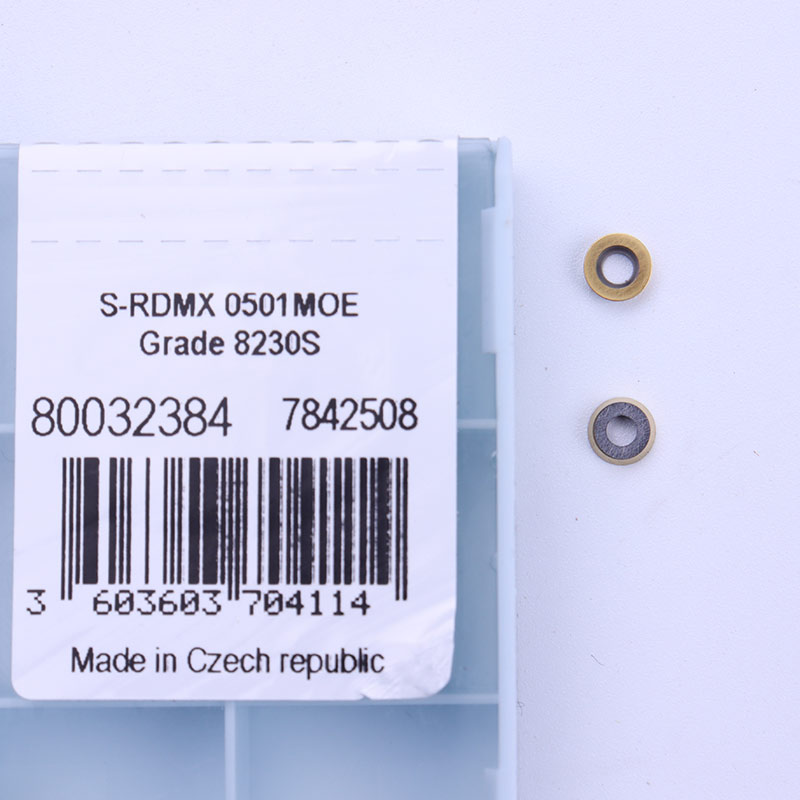 S-RDMX 0501MOE
Grade 8230S
80032384 7842508
3 603603 704114
Made in Czech republic